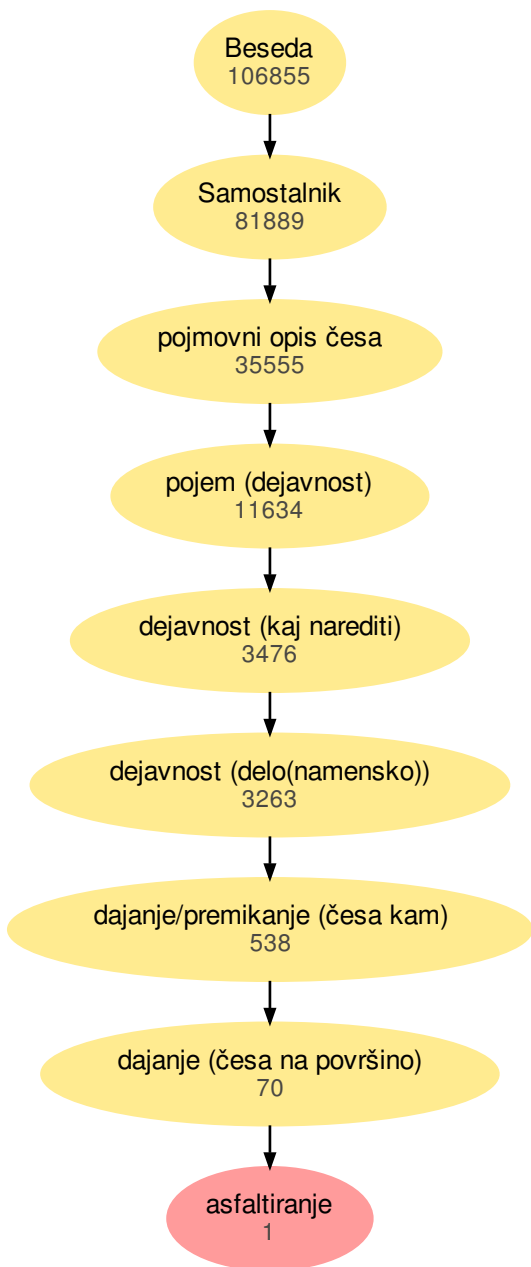 Beseda
106855
Samostalnik
81889
pojmovni opis česa
35555
pojem (dejavnost)
11634
dejavnost (kaj narediti)
3476
dejavnost (delo(namensko))
3263
dajanje/premikanje (česa kam)
538
dajanje (česa na površino)
70
asfaltiranje
1